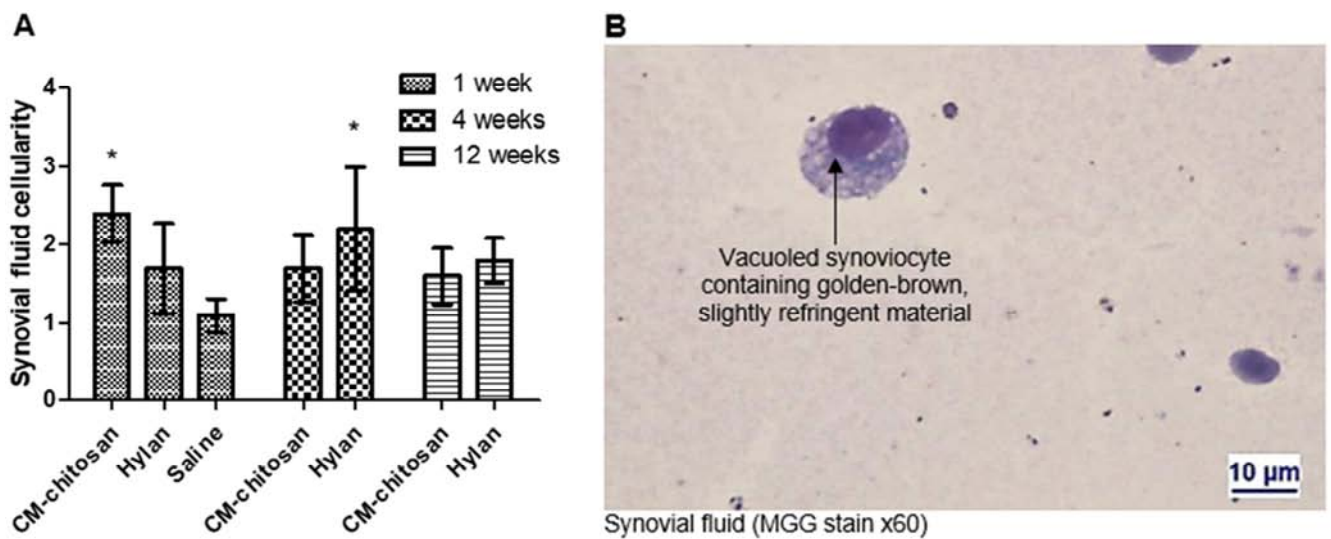 A
Synovial fluid cellularity
4
3
2
1
0
*
*
1 week
4 weeks
12 weeks
CM-chitosan
Hylan
Saline
CM-chitosan
Hylan
CM-chitosan
Hylan
B
Vacuoled synoviocyte
containing golden-brown,
slightly refringent material
10 µm
Synovial fluid (MGG stain x60)